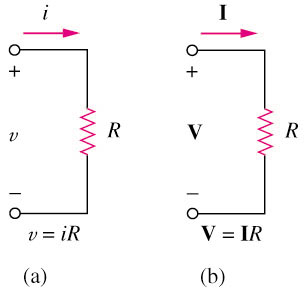 i I
+ +
v R V R
− −
v = iR V = IR
(a) (b)